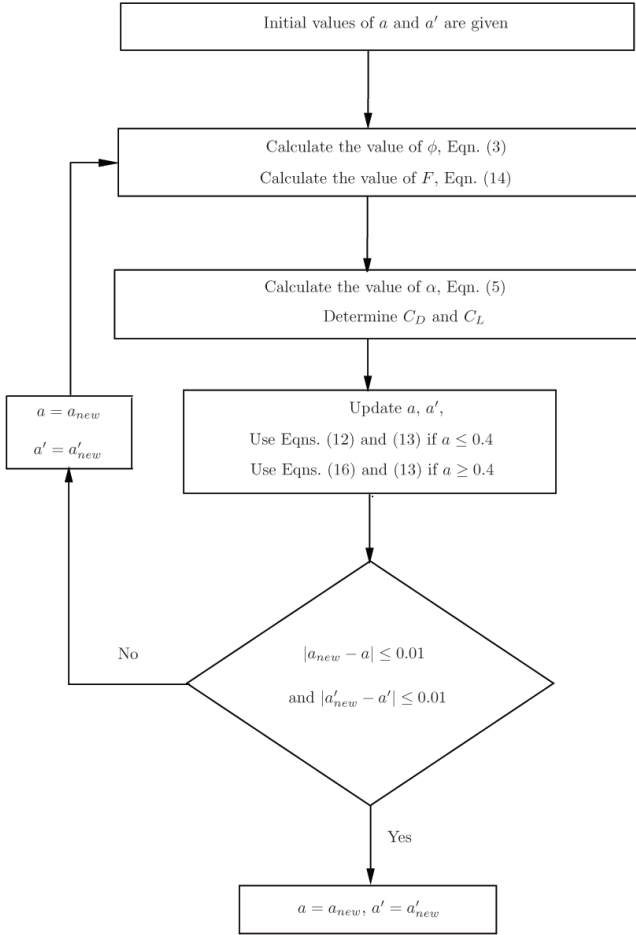 Initial values of a and a′ are given
Calculate the value of ϕ, Eqn. (3)
Calculate the value of F, Eqn. (14)
Calculate the value of α, Eqn. (5)
Determine C_D and C_L
Update a, a′,
Use Eqns. (12) and (13) if a ≤ 0.4
Use Eqns. (16) and (13) if a ≥ 0.4
a = a_new
a′ = a′_new
|a_new − a| ≤ 0.01
and |a′_new − a′| ≤ 0.01
No
Yes
a = a_new, a′ = a′_new